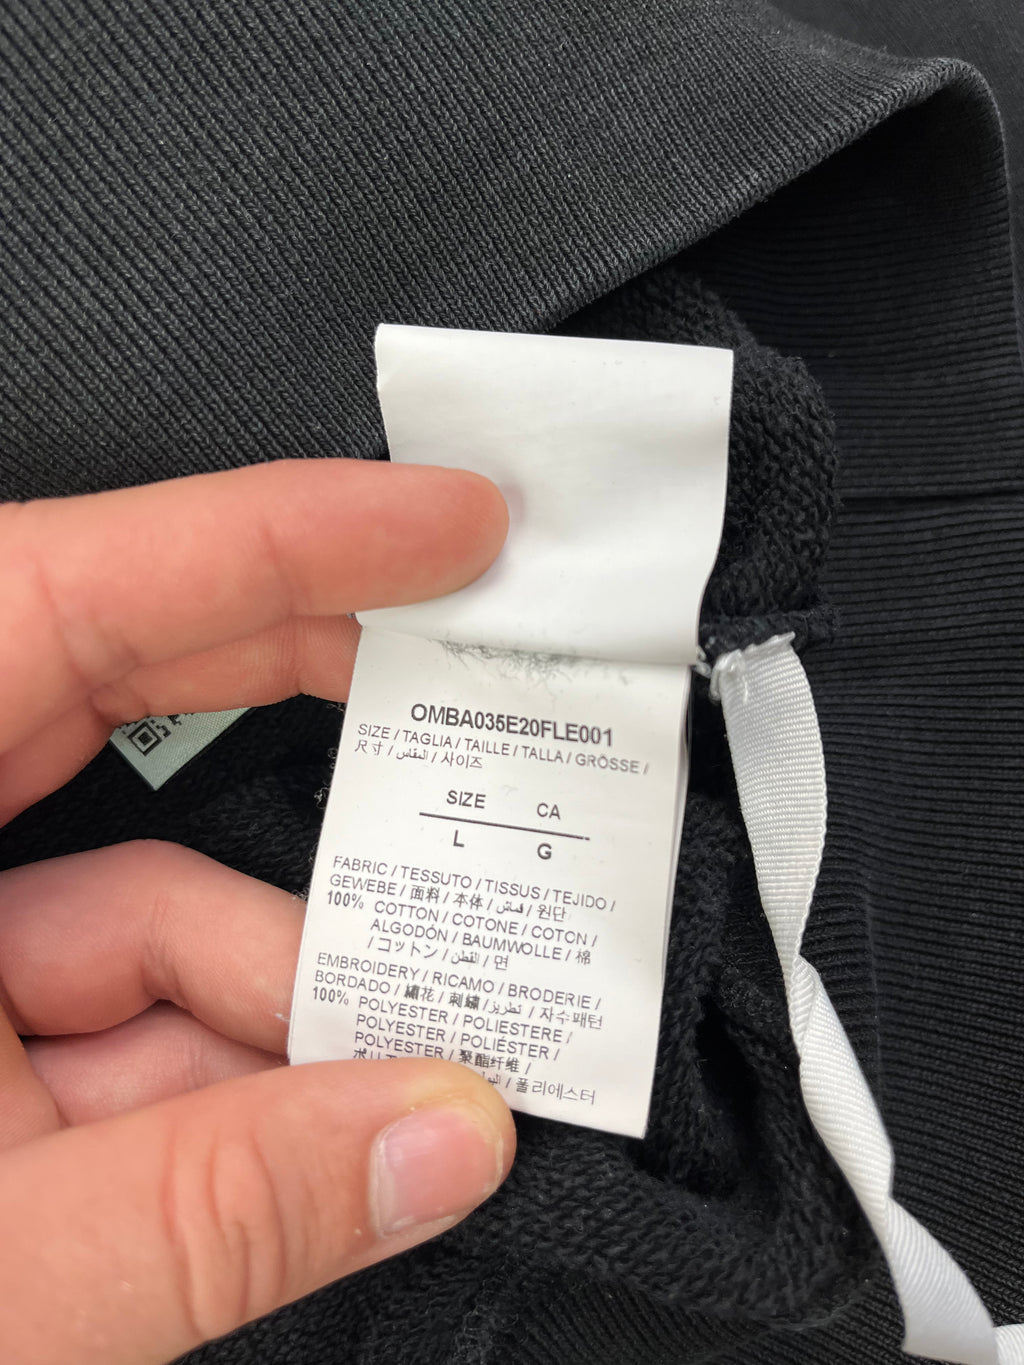 OMBA035E20FLE001
SIZE / TAGLIA / TAILLE / TALLA / GRÖSSE /
尺寸 / المقاس / 사이즈
SIZE CA
L G
FABRIC / TESSUTO / TISSUS / TEJIDO /
GEWEBE / 面料 / 本体 / قماش / 원단
100% COTTON / COTONE / COTON /
ALGODÓN / BAUMWOLLE / 棉
/ コットン / القطن / 면
EMBROIDERY / RICAMO / BRODERIE /
BORDADO / 繡花 / 刺繍 / تطريز / 자수패턴
100% POLYESTER / POLIESTERE /
POLYESTER / POLIÉSTER /
POLYESTER / 聚酯纤维 /
/ 폴리에스터